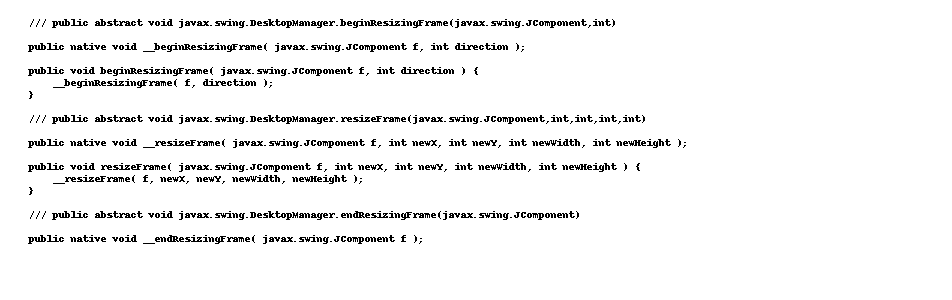 /// public abstract void javax.swing.DesktopManager.beginResizingFrame(javax.swing.JComponent,int)
public native void __beginResizingFrame( javax.swing.JComponent f, int direction );
public void beginResizingFrame( javax.swing.JComponent f, int direction ) {
__beginResizingFrame( f, direction );
}
/// public abstract void javax.swing.DesktopManager.resizeFrame(javax.swing.JComponent,int,int,int,int)
public native void __resizeFrame( javax.swing.JComponent f, int newX, int newY, int newWidth, int newHeight );
public void resizeFrame( javax.swing.JComponent f, int newX, int newY, int newWidth, int newHeight ) {
__resizeFrame( f, newX, newY, newWidth, newHeight );
}
/// public abstract void javax.swing.DesktopManager.endResizingFrame(javax.swing.JComponent)
public native void __endResizingFrame( javax.swing.JComponent f );